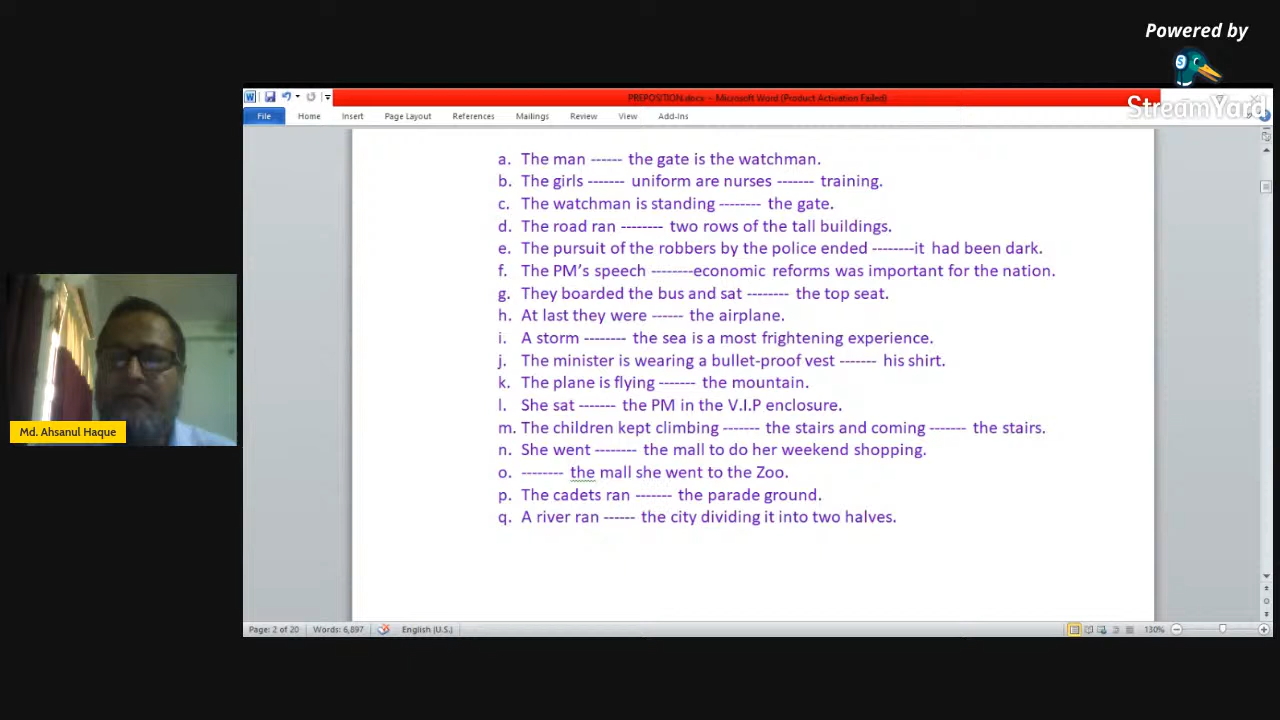 Powered by
S
StreamYard
PREPOSITION.docx - Microsoft Word (Product Activation Failed)
File Home Insert Page Layout References Mailings Review View Add-Ins
a. The man ------ the gate is the watchman.
b. The girls ------- uniform are nurses ------- training.
c. The watchman is standing -------- the gate.
d. The road ran -------- two rows of the tall buildings.
e. The pursuit of the robbers by the police ended --------it had been dark.
f. The PM’s speech --------economic reforms was important for the nation.
g. They boarded the bus and sat -------- the top seat.
h. At last they were ------ the airplane.
i. A storm -------- the sea is a most frightening experience.
j. The minister is wearing a bullet-proof vest ------- his shirt.
k. The plane is flying ------- the mountain.
l. She sat ------- the PM in the V.I.P enclosure.
m. The children kept climbing ------- the stairs and coming ------- the stairs.
n. She went -------- the mall to do her weekend shopping.
o. -------- the mall she went to the Zoo.
p. The cadets ran ------- the parade ground.
q. A river ran ------ the city dividing it into two halves.
Md. Ahsanul Haque
Page: 2 of 20 Words: 6,897 English (U.S.) 130%